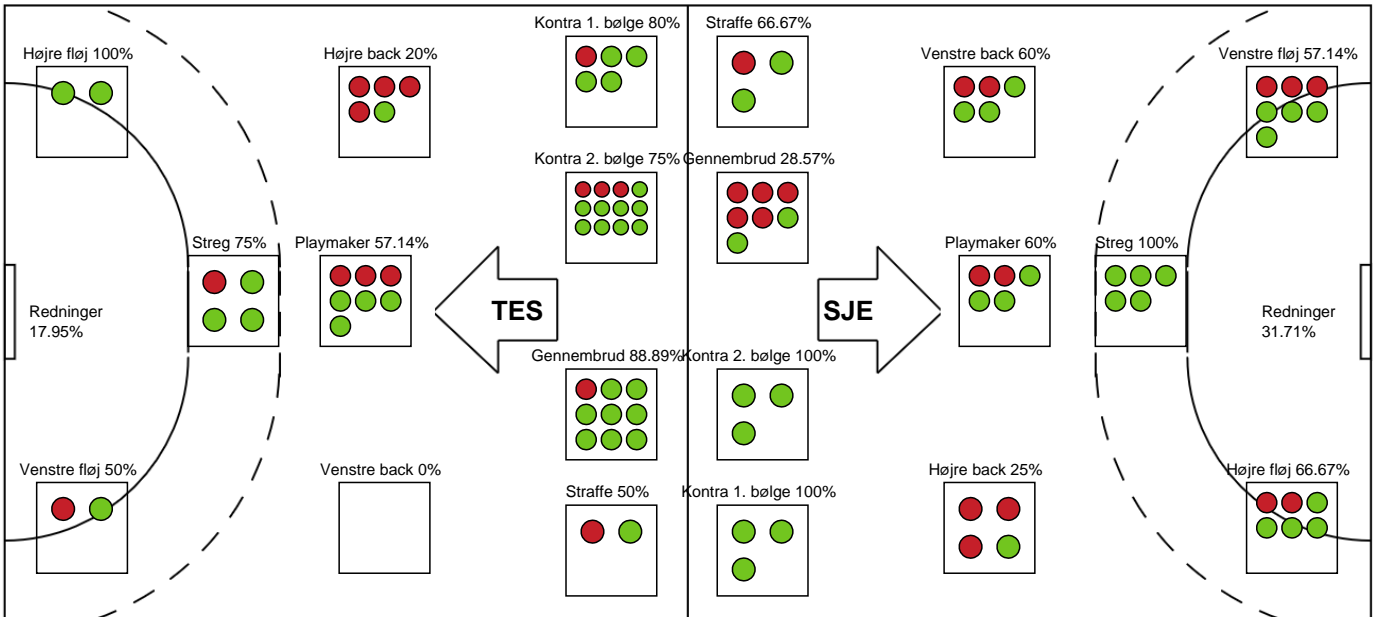 Kontra 1. bølge 80%
Straffe 66.67%
Højre fløj 100%
Højre back 20%
Venstre back 60%
Venstre fløj 57.14%
Kontra 2. bølge 75%
Gennembrud 28.57%
Streg 75%
Playmaker 57.14%
Playmaker 60%
Streg 100%
Redninger
17.95%
TES
SJE
Redninger
31.71%
Gennembrud 88.89%
Kontra 2. bølge 100%
Venstre fløj 50%
Venstre back 0%
Straffe 50%
Kontra 1. bølge 100%
Højre back 25%
Højre fløj 66.67%